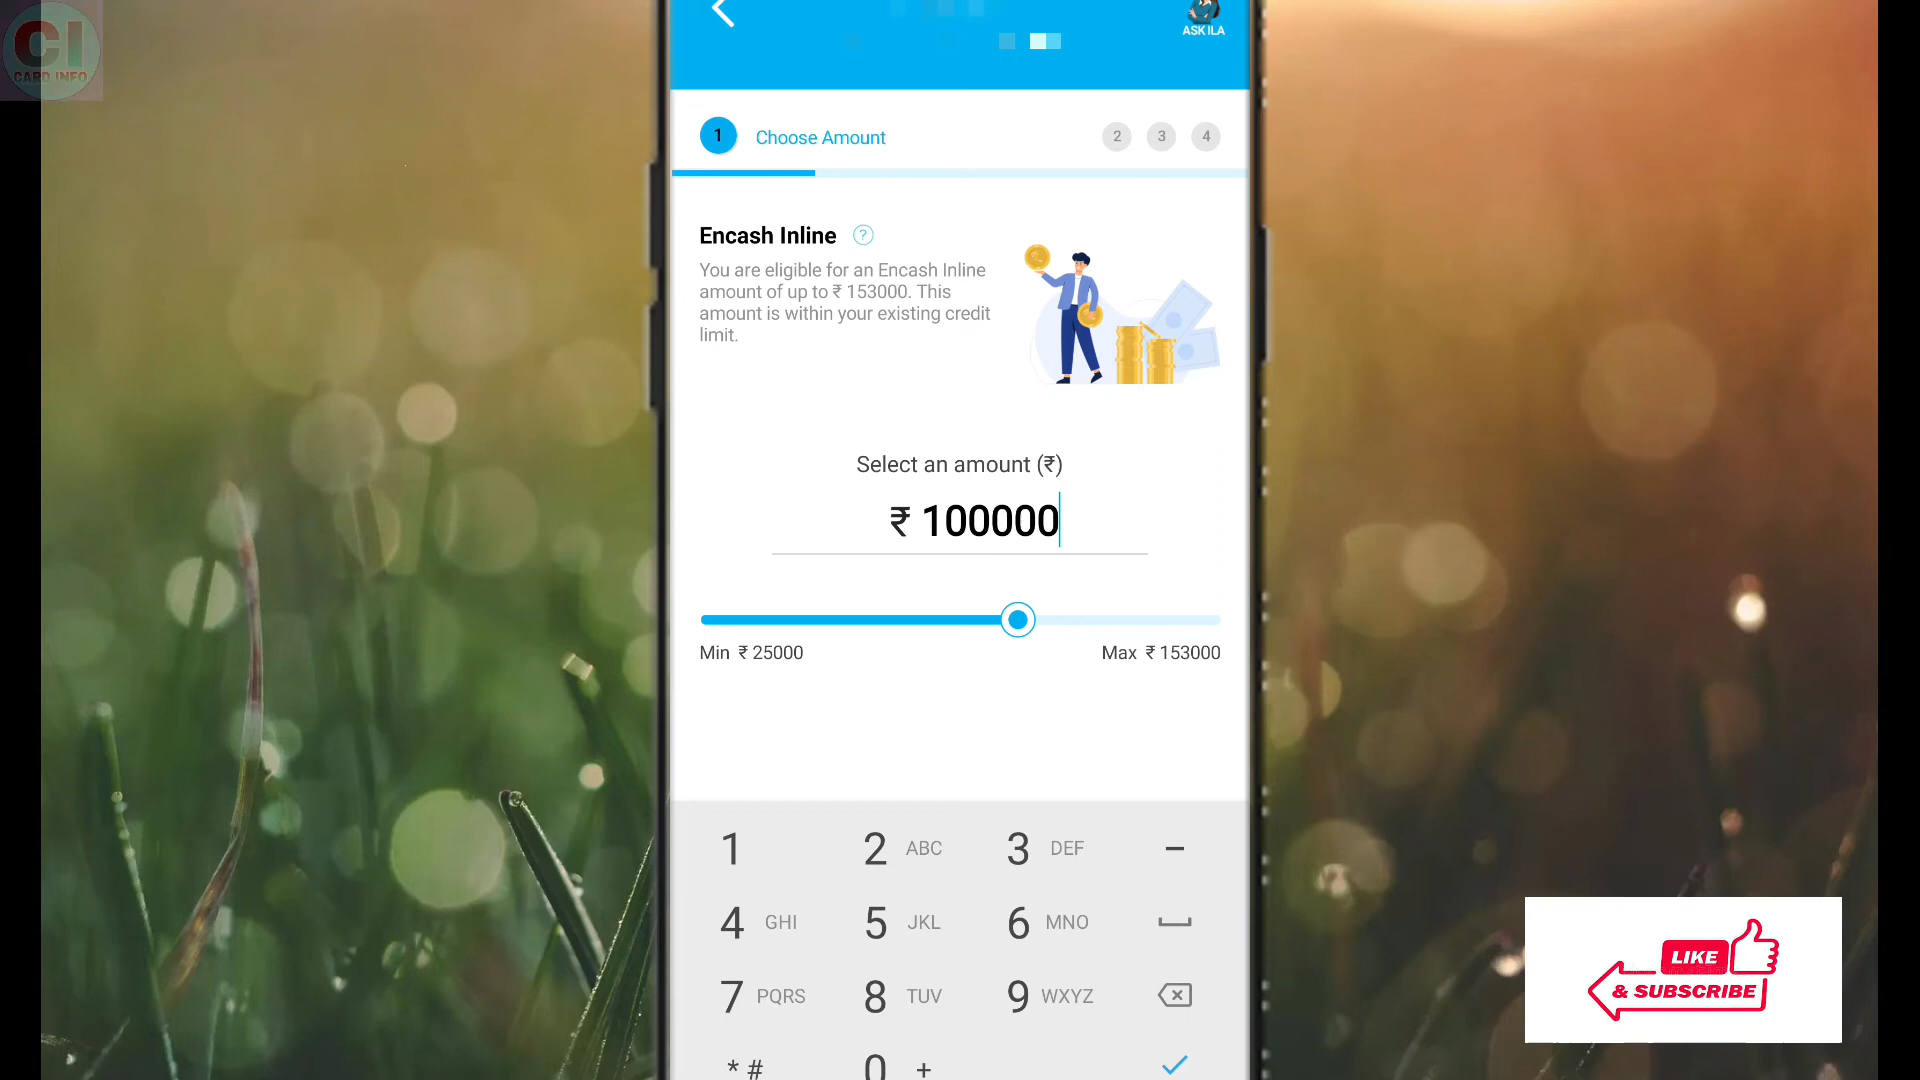 CI
CARD INFO
ASK ILA
1 Choose Amount 2 3 4
Encash Inline ?
You are eligible for an Encash Inline
amount of up to ₹ 153000. This
amount is within your existing credit
limit.
Select an amount (₹)
₹ 100000
Min ₹ 25000 Max ₹ 153000
1 2 ABC 3 DEF –
4 GHI 5 JKL 6 MNO
7 PQRS 8 TUV 9 WXYZ
* # 0 +
LIKE
& SUBSCRIBE